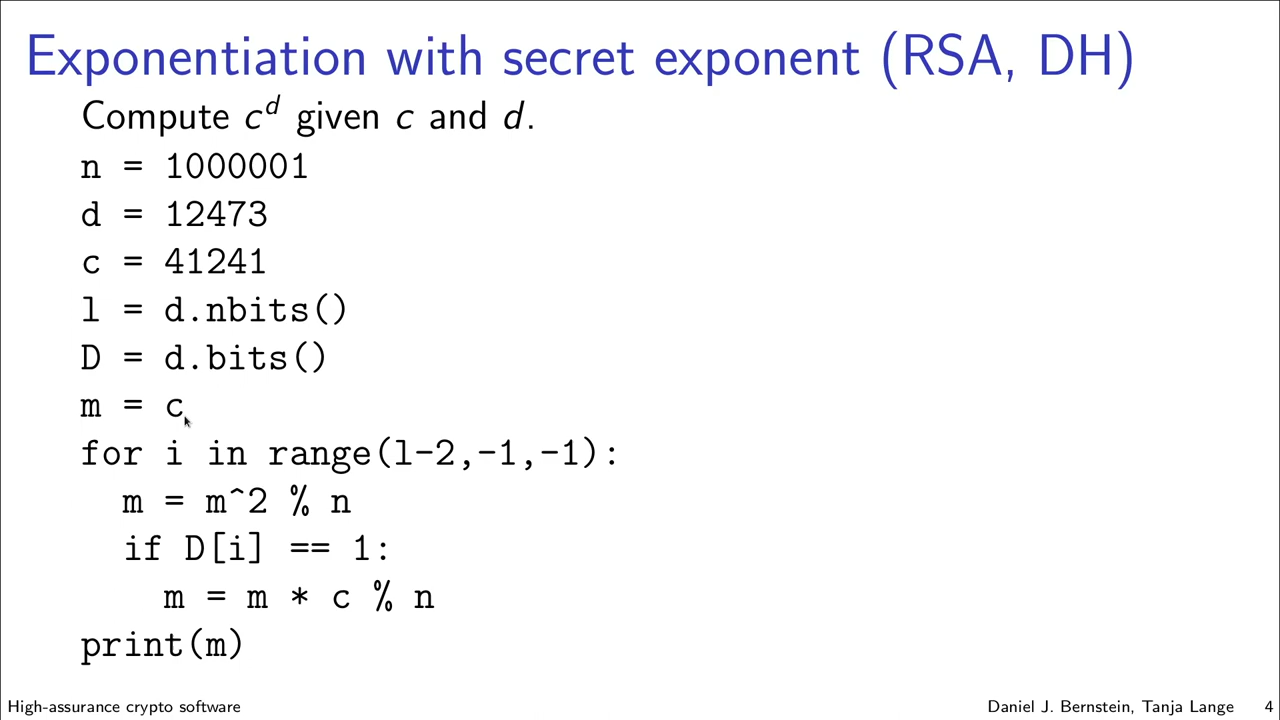 Exponentiation with secret exponent (RSA, DH)
Compute c^d given c and d.
n = 1000001
d = 12473
c = 41241
l = d.nbits()
D = d.bits()
m = c
for i in range(l-2,-1,-1):
  m = m^2 % n
  if D[i] == 1:
    m = m * c % n
print(m)
High-assurance crypto software
Daniel J. Bernstein, Tanja Lange
4